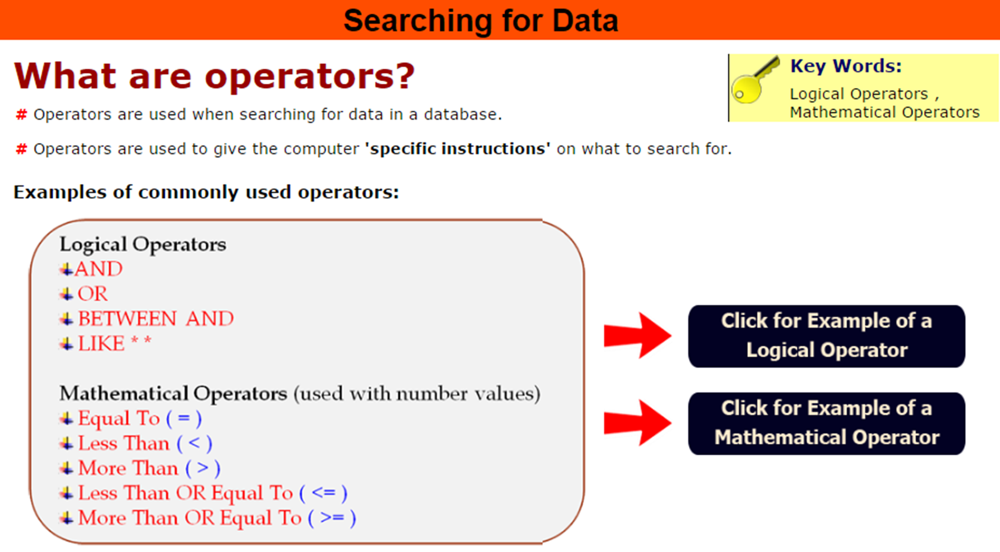 Searching for Data
What are operators?
Key Words:
Logical Operators ,
Mathematical Operators
# Operators are used when searching for data in a database.
# Operators are used to give the computer 'specific instructions' on what to search for.
Examples of commonly used operators:
Logical Operators
AND
OR
BETWEEN AND
LIKE * *
Mathematical Operators (used with number values)
Equal To ( = )
Less Than ( < )
More Than ( > )
Less Than OR Equal To ( <= )
More Than OR Equal To ( >= )
Click for Example of a
Logical Operator
Click for Example of a
Mathematical Operator